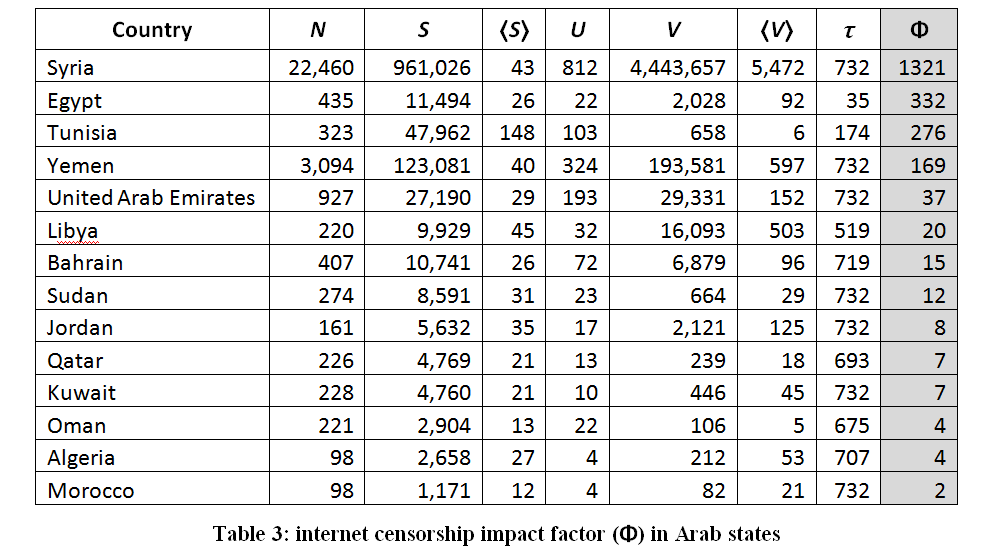 Country N S ⟨S⟩ U V ⟨V⟩ τ Φ
Syria 22,460 961,026 43 812 4,443,657 5,472 732 1321
Egypt 435 11,494 26 22 2,028 92 35 332
Tunisia 323 47,962 148 103 658 6 174 276
Yemen 3,094 123,081 40 324 193,581 597 732 169
United Arab Emirates 927 27,190 29 193 29,331 152 732 37
Libya 220 9,929 45 32 16,093 503 519 20
Bahrain 407 10,741 26 72 6,879 96 719 15
Sudan 274 8,591 31 23 664 29 732 12
Jordan 161 5,632 35 17 2,121 125 732 8
Qatar 226 4,769 21 13 239 18 693 7
Kuwait 228 4,760 21 10 446 45 732 7
Oman 221 2,904 13 22 106 5 675 4
Algeria 98 2,658 27 4 212 53 707 4
Morocco 98 1,171 12 4 82 21 732 2
Table 3: internet censorship impact factor (Φ) in Arab states